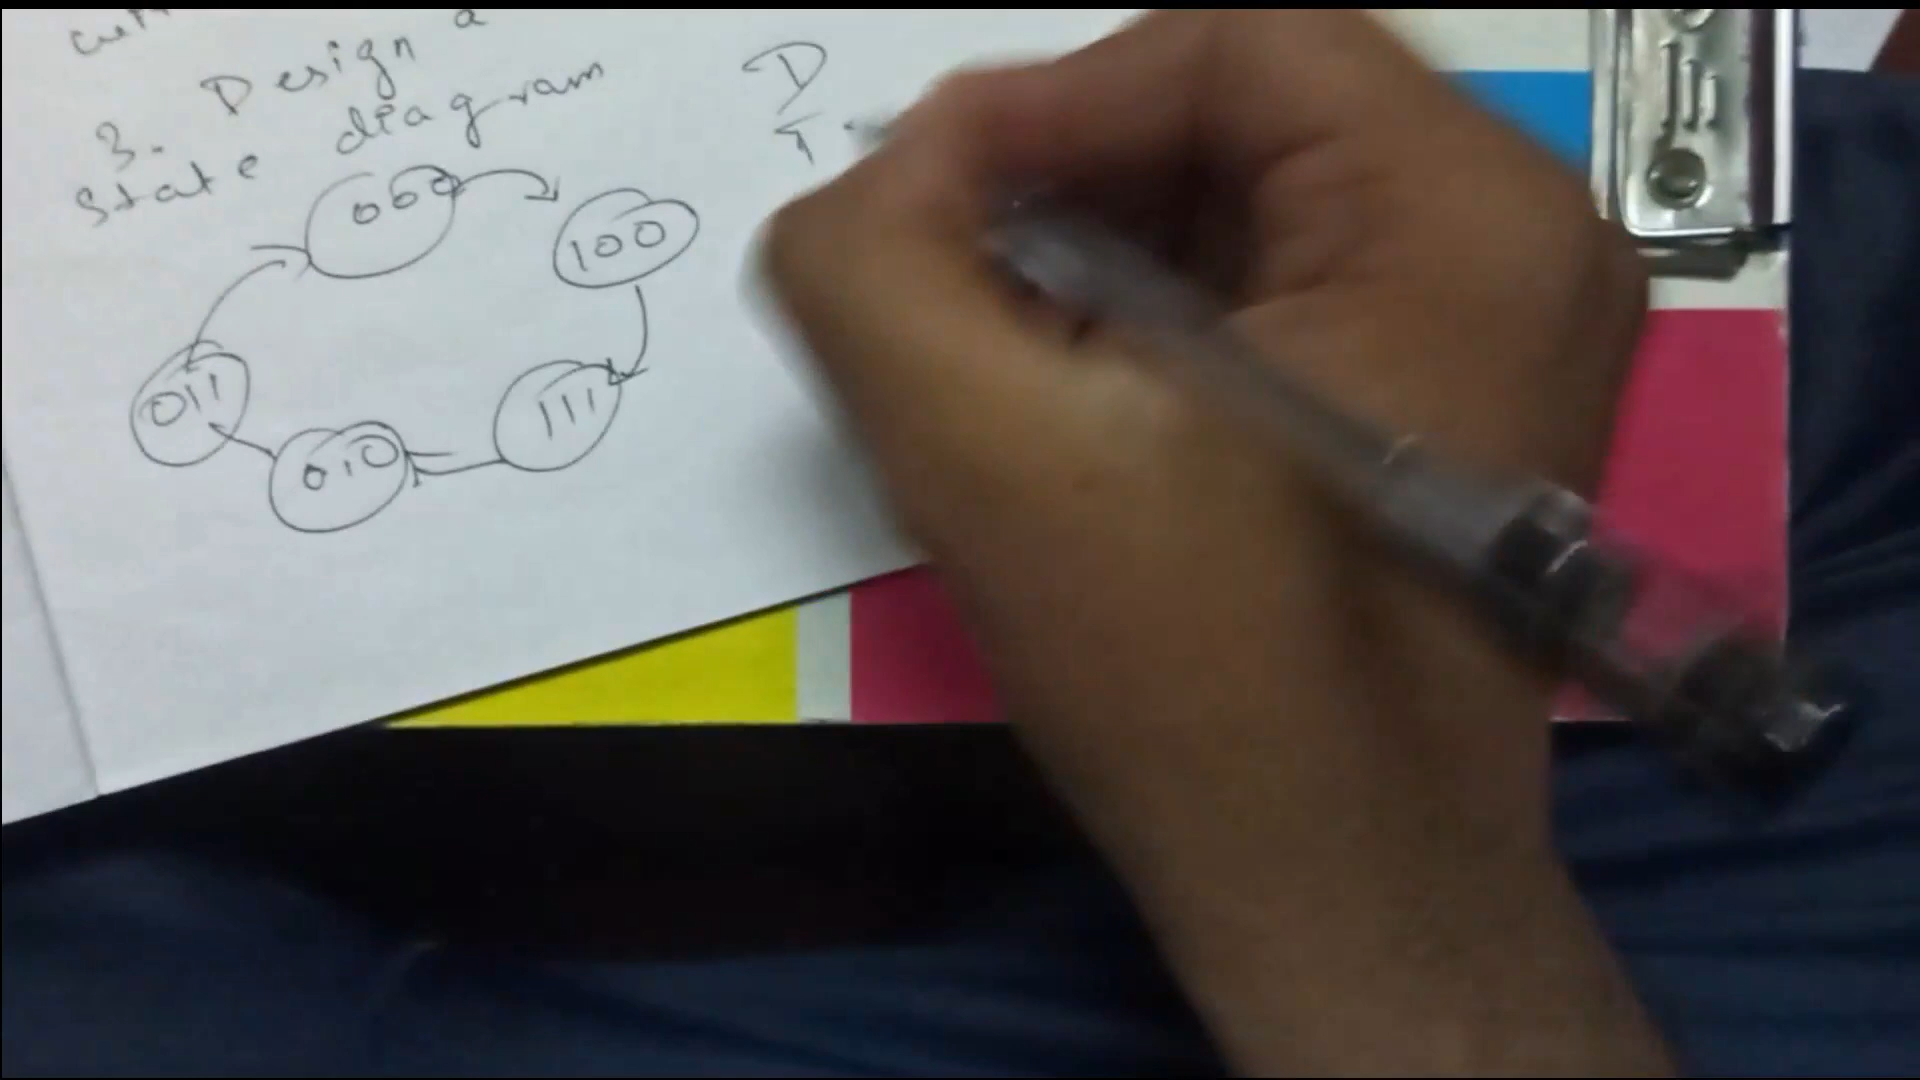 3. Design a
state diagram
000
100
111
010
011
D
T